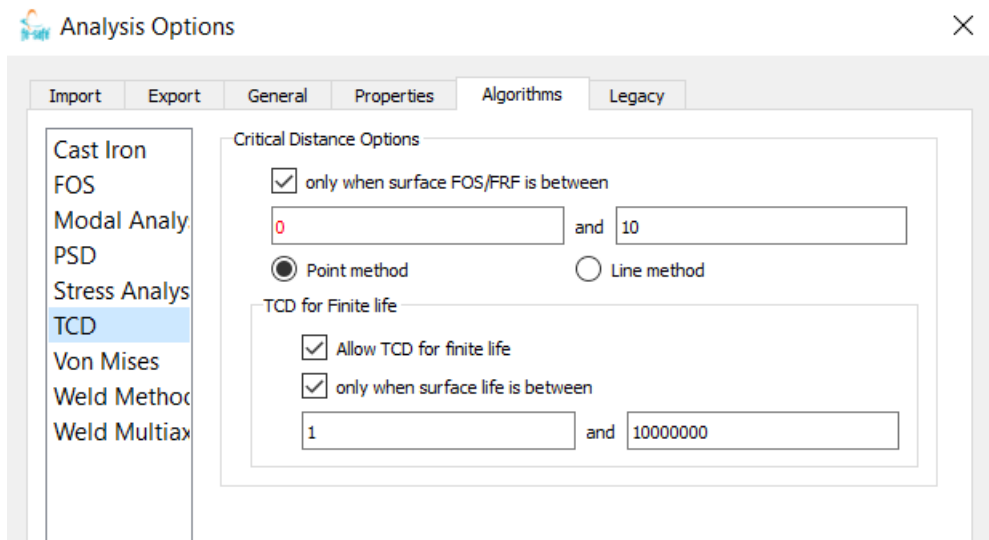 fe-safe
Analysis Options
Import Export General Properties Algorithms Legacy
Cast Iron
FOS
Modal Analy
PSD
Stress Analys
TCD
Von Mises
Weld Method
Weld Multiax
Critical Distance Options
only when surface FOS/FRF is between
0 and 10
Point method Line method
TCD for Finite life
Allow TCD for finite life
only when surface life is between
1 and 10000000